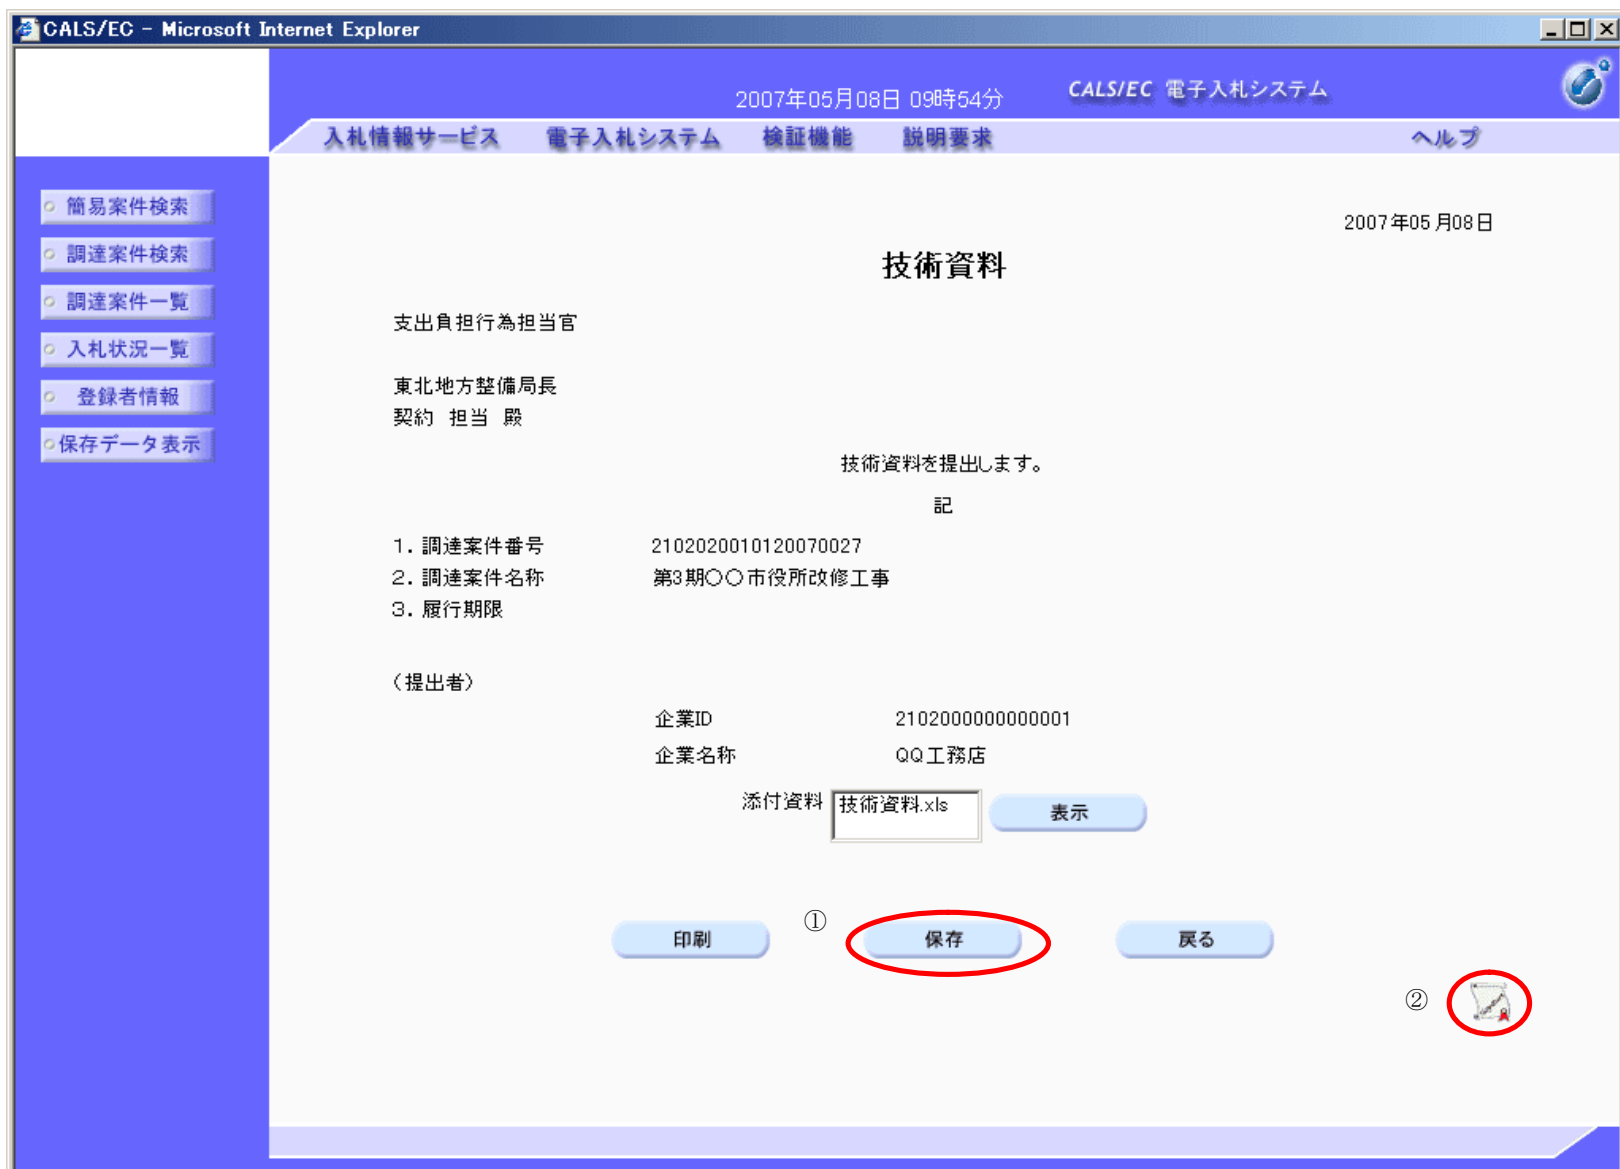 CALS/EC - Microsoft Internet Explorer
2007年05月08日 09時54分
CALS/EC 電子入札システム
入札情報サービス 電子入札システム 検証機能 説明要求 ヘルプ
簡易案件検索
調達案件検索
調達案件一覧
入札状況一覧
登録者情報
保存データ表示
2007年05月08日
技術資料
支出負担行為担当官
東北地方整備局長
契約 担当 殿
技術資料を提出します。
記
1．調達案件番号 2102020010120070027
2．調達案件名称 第3期〇〇市役所改修工事
3．履行期限
（提出者）
企業ID 2102000000000001
企業名称 QQ工務店
添付資料 技術資料.xls 表示
印刷 ① 保存 戻る
②